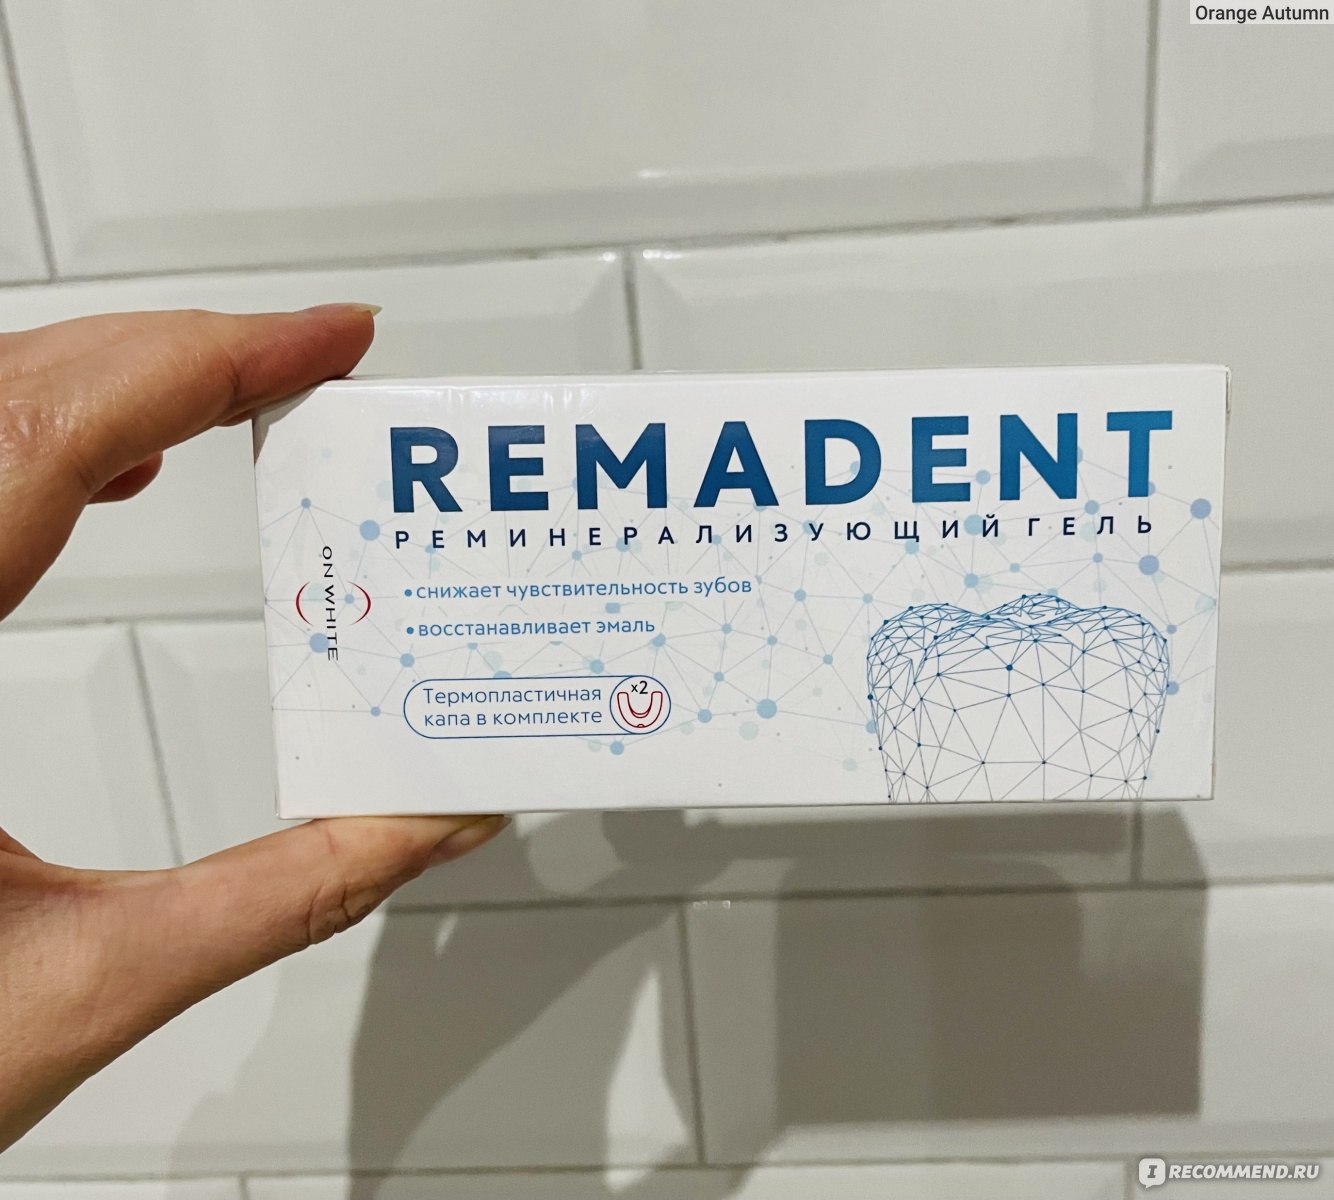 Orange Autumn
REMADENT
РЕМИНЕРАЛИЗУЮЩИЙ ГЕЛЬ
ON WHITE
•снижает чувствительность зубов
•восстанавливает эмаль
Термопластичная
капа в комплекте
x2
I RECOMMEND.RU